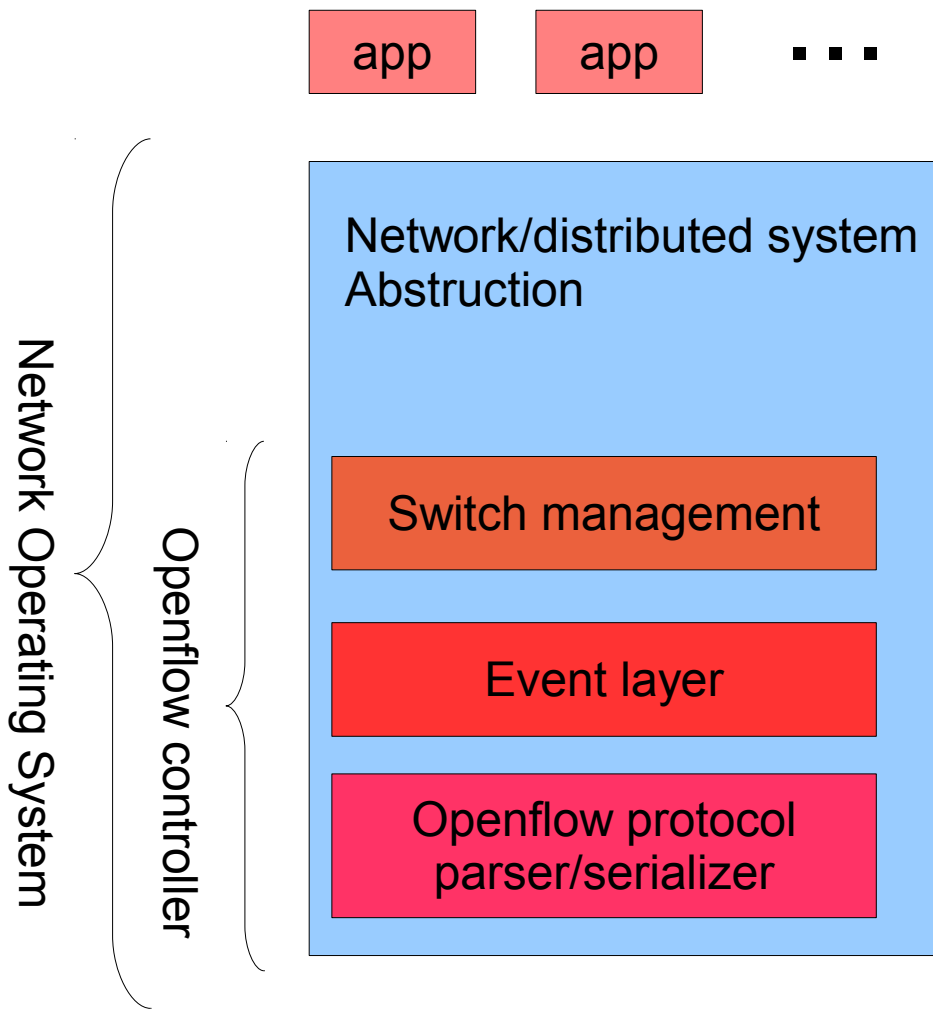 app
app
...
Network/distributed system
Abstruction
Switch management
Event layer
Openflow protocol
parser/serializer
Openflow controller
Network Operating System